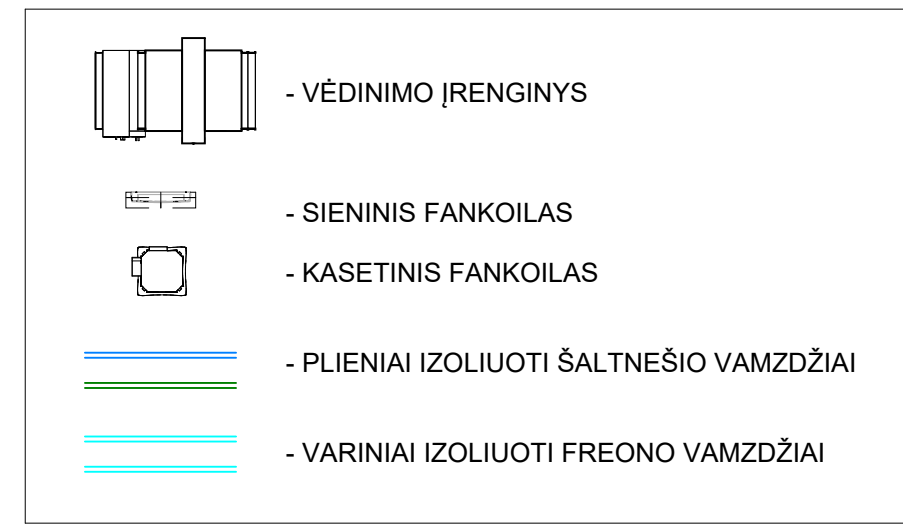 - VĖDINIMO ĮRENGINYS
- SIENINIS FANKOILAS
- KASETINIS FANKOILAS
- PLIENIAI IZOLIUOTI ŠALTNEŠIO VAMZDŽIAI
- VARINIAI IZOLIUOTI FREONO VAMZDŽIAI